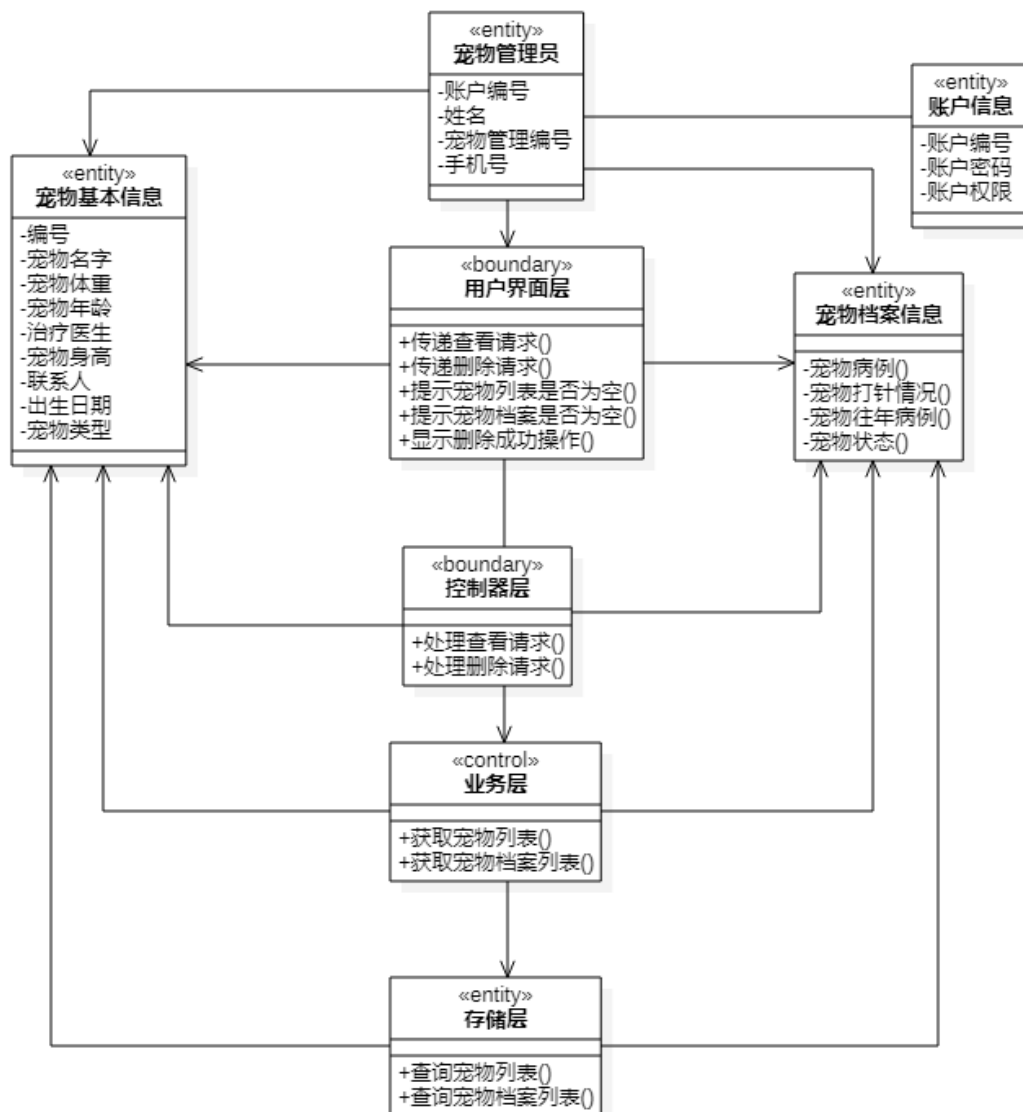 «entity»
宠物管理员
-账户编号
-姓名
-宠物管理编号
-手机号
«entity»
账户信息
-账户编号
-账户密码
-账户权限
«entity»
宠物基本信息
-编号
-宠物名字
-宠物体重
-宠物年龄
-治疗医生
-宠物身高
-联系人
-出生日期
-宠物类型
«boundary»
用户界面层
+传递查看请求()
+传递删除请求()
+提示宠物列表是否为空()
+提示宠物档案是否为空()
+显示删除成功操作()
«entity»
宠物档案信息
-宠物病例()
-宠物打针情况()
-宠物往年病例()
-宠物状态()
«boundary»
控制器层
+处理查看请求()
+处理删除请求()
«control»
业务层
+获取宠物列表()
+获取宠物档案列表()
«entity»
存储层
+查询宠物列表()
+查询宠物档案列表()